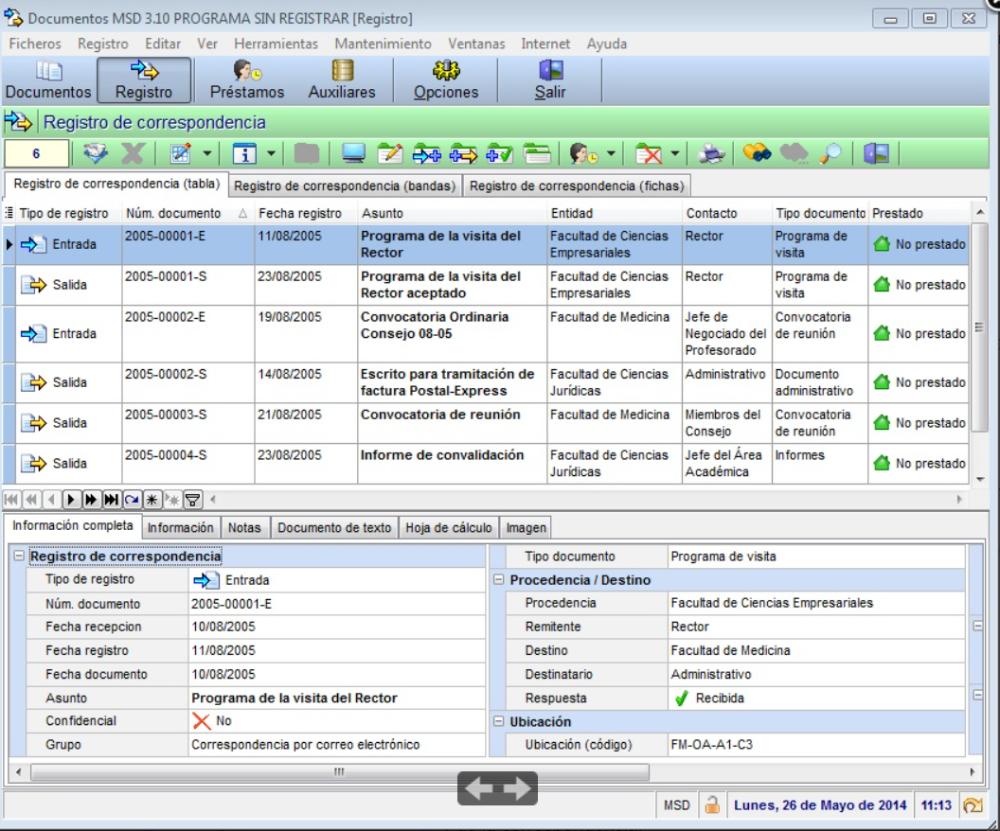 Documentos MSD 3.10 PROGRAMA SIN REGISTRAR [Registro]
Ficheros Registro Editar Ver Herramientas Mantenimiento Ventanas Internet Ayuda
Documentos Registro Préstamos Auxiliares Opciones Salir
Registro de correspondencia
6
Registro de correspondencia (tabla) Registro de correspondencia (bandas) Registro de correspondencia (fichas)
Tipo de registro Núm. documento Fecha registro Asunto Entidad Contacto Tipo documento Prestado
Entrada 2005-00001-E 11/08/2005 Programa de la visita del Facultad de Ciencias Rector Programa de No prestado
Rector Empresariales visita
Salida 2005-00001-S 23/08/2005 Programa de la visita del Facultad de Ciencias Rector Programa de No prestado
Rector aceptado Empresariales visita
Entrada 2005-00002-E 19/08/2005 Convocatoria Ordinaria Facultad de Medicina Jefe de Convocatoria No prestado
Consejo 08-05 Negociado del de reunión
Profesorado
Salida 2005-00002-S 14/08/2005 Escrito para tramitación de Facultad de Ciencias Administrativo Documento No prestado
factura Postal-Express Jurídicas administrativo
Salida 2005-00003-S 21/08/2005 Convocatoria de reunión Facultad de Medicina Miembros del Convocatoria No prestado
Consejo de reunión
Salida 2005-00004-S 23/08/2005 Informe de convalidación Facultad de Ciencias Jefe del Área Informes No prestado
Jurídicas Académica
Información completa Información Notas Documento de texto Hoja de cálculo Imagen
Registro de correspondencia
Tipo de registro Entrada
Núm. documento 2005-00001-E
Fecha recepcion 10/08/2005
Fecha registro 11/08/2005
Fecha documento 10/08/2005
Asunto Programa de la visita del Rector
Confidencial No
Grupo Correspondencia por correo electrónico
Tipo documento Programa de visita
Procedencia / Destino
Procedencia Facultad de Ciencias Empresariales
Remitente Rector
Destino Facultad de Medicina
Destinatario Administrativo
Respuesta Recibida
Ubicación
Ubicación (código) FM-OA-A1-C3
MSD Lunes, 26 de Mayo de 2014 11:13